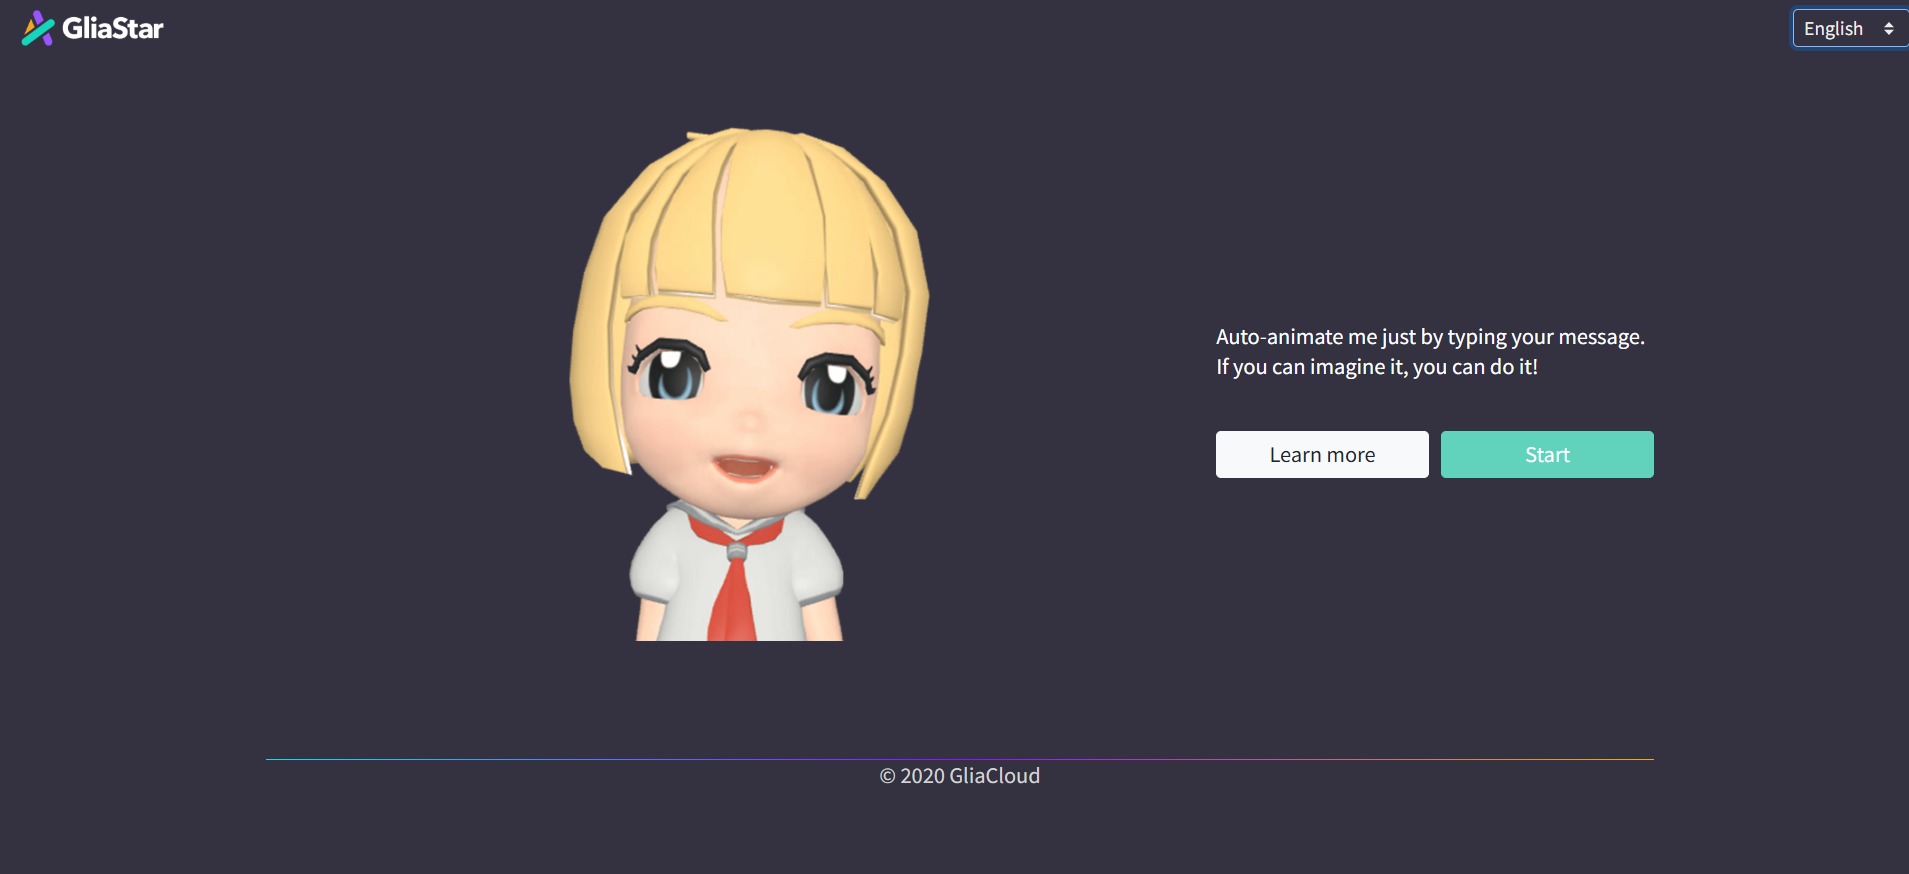 GliaStar
English
Auto-animate me just by typing your message.
If you can imagine it, you can do it!
Learn more
Start
© 2020 GliaCloud